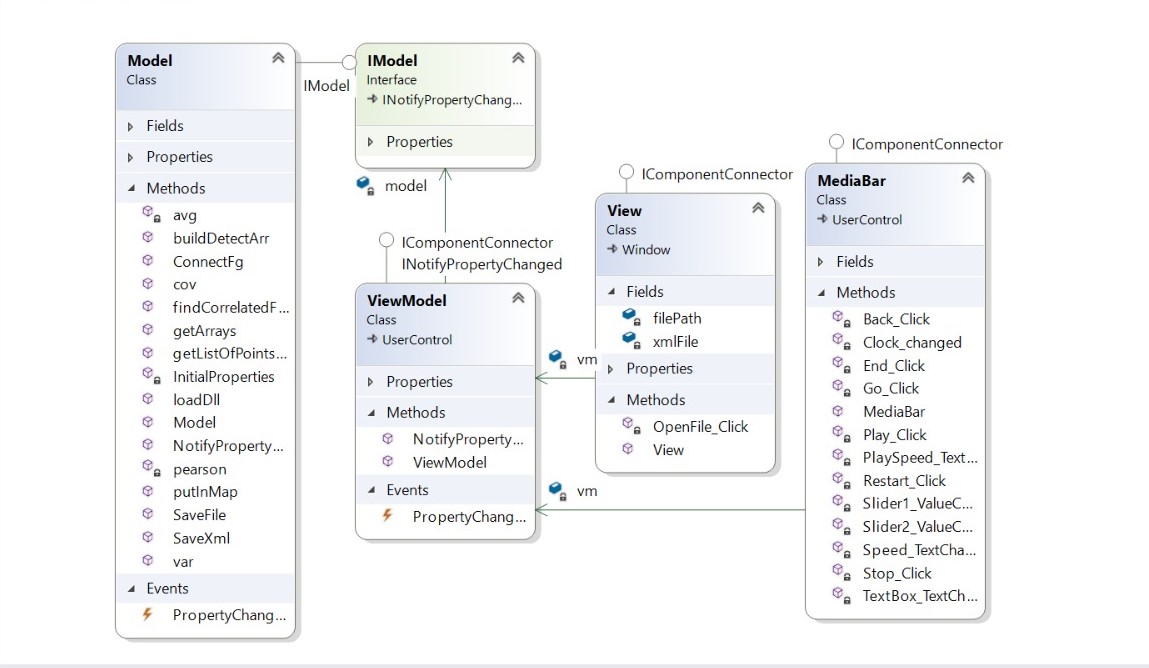 Model
Class
Fields
Properties
Methods
avg
buildDetectArr
ConnectFg
cov
findCorrelatedF...
getArrays
getListOfPoints...
InitialProperties
loadDll
Model
NotifyProperty...
pearson
putInMap
SaveFile
SaveXml
var
Events
PropertyChang...
IModel
IModel
Interface
INotifyPropertyChang...
Properties
model
IComponentConnector
INotifyPropertyChanged
ViewModel
Class
UserControl
Properties
Methods
NotifyProperty...
ViewModel
Events
PropertyChang...
vm
vm
IComponentConnector
View
Class
Window
Fields
filePath
xmlFile
Properties
Methods
OpenFile_Click
View
IComponentConnector
MediaBar
Class
UserControl
Fields
Methods
Back_Click
Clock_changed
End_Click
Go_Click
MediaBar
Play_Click
PlaySpeed_Text...
Restart_Click
Slider1_ValueC...
Slider2_ValueC...
Speed_TextCha...
Stop_Click
TextBox_TextCh...